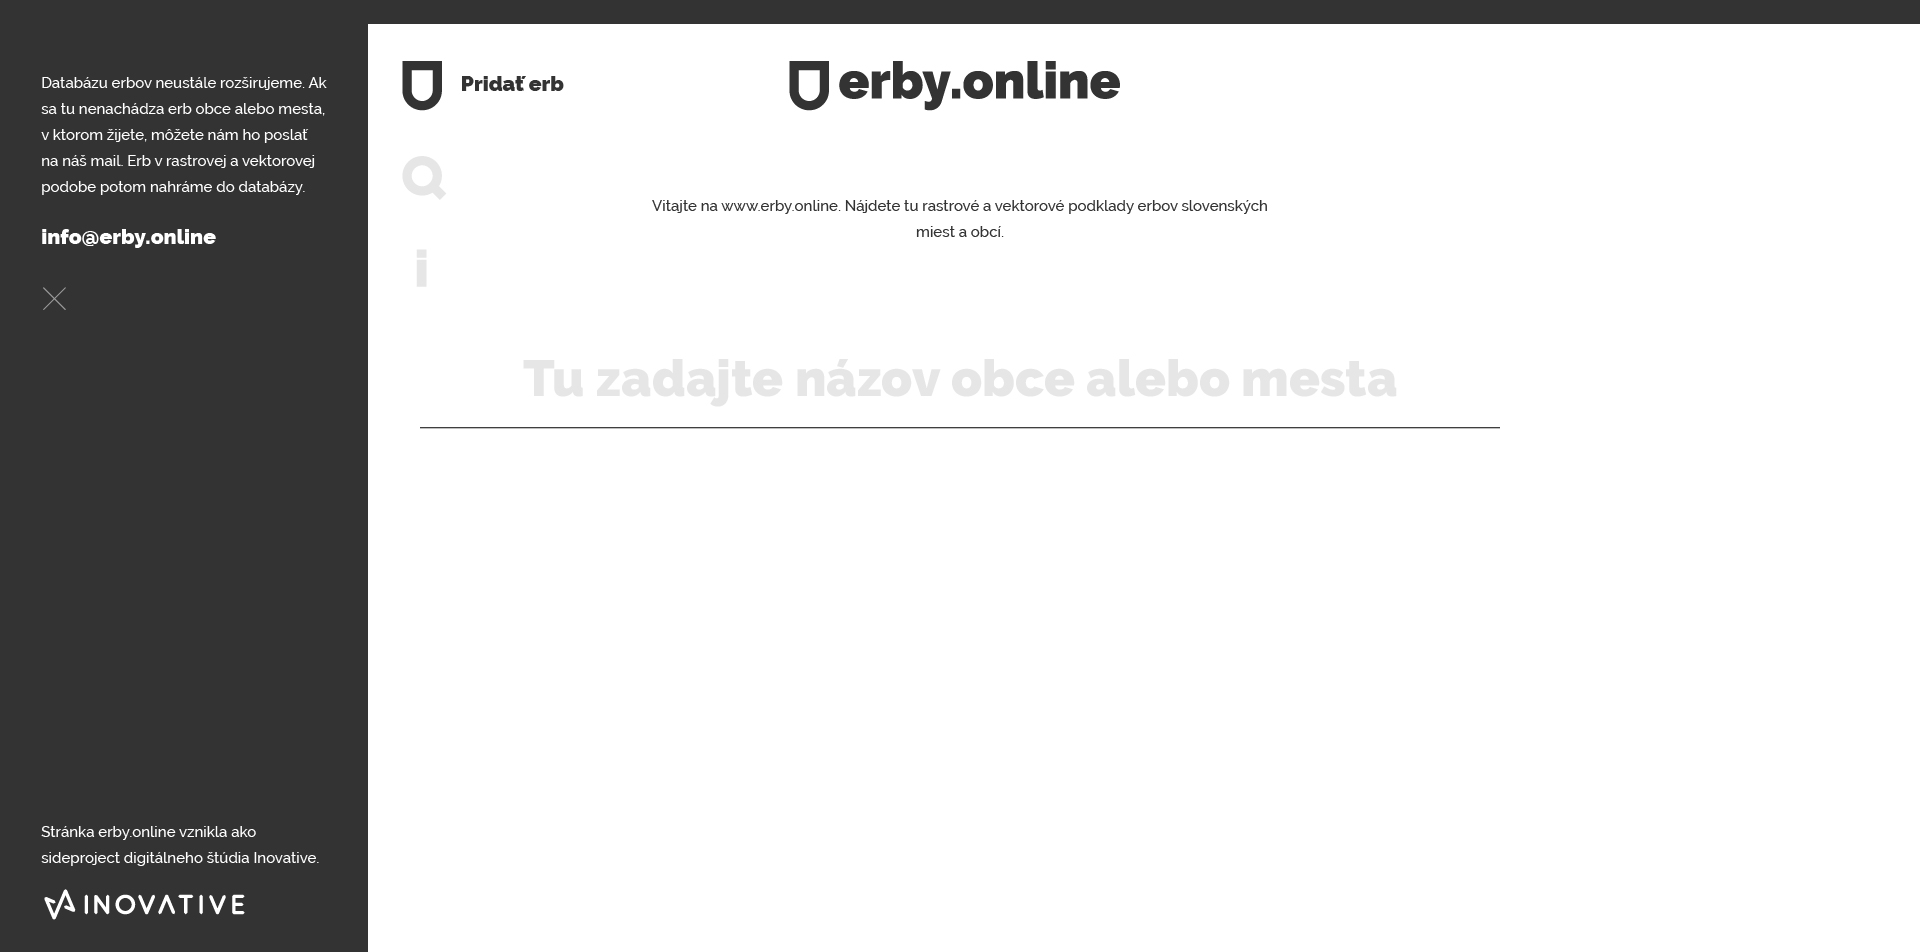 Databázu erbov neustále rozširujeme. Ak
sa tu nenachádza erb obce alebo mesta,
v ktorom žijete, môžete nám ho poslať
na náš mail. Erb v rastrovej a vektorovej
podobe potom nahráme do databázy.
info@erby.online
Stránka erby.online vznikla ako
sideproject digitálneho štúdia Inovative.
INOVATIVE
Pridať erb
erby.online
Q
i
Vitajte na www.erby.online. Nájdete tu rastrové a vektorové podklady erbov slovenských
miest a obcí.
Tu zadajte názov obce alebo mesta